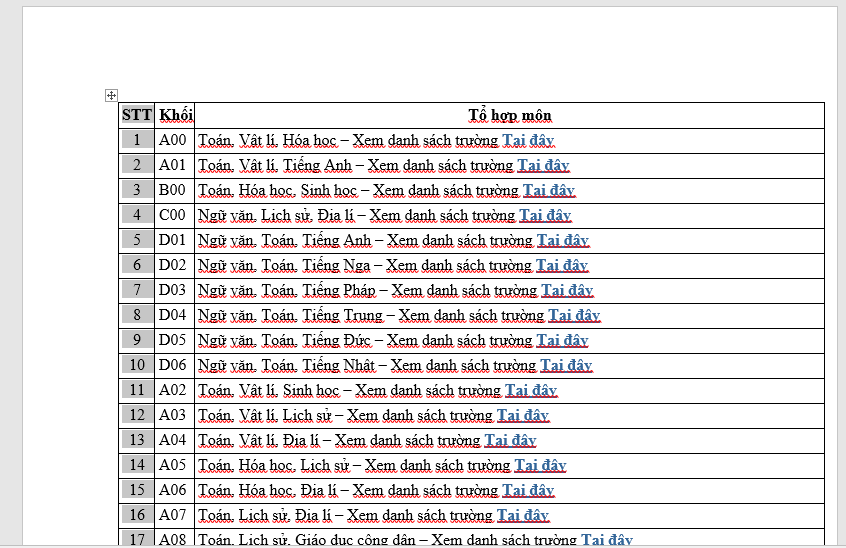 STT Khối Tổ hợp môn
1 A00 Toán, Vật lí, Hóa học – Xem danh sách trường Tại đây
2 A01 Toán, Vật lí, Tiếng Anh – Xem danh sách trường Tại đây
3 B00 Toán, Hóa học, Sinh học – Xem danh sách trường Tại đây
4 C00 Ngữ văn, Lịch sử, Địa lí – Xem danh sách trường Tại đây
5 D01 Ngữ văn, Toán, Tiếng Anh – Xem danh sách trường Tại đây
6 D02 Ngữ văn, Toán, Tiếng Nga – Xem danh sách trường Tại đây
7 D03 Ngữ văn, Toán, Tiếng Pháp – Xem danh sách trường Tại đây
8 D04 Ngữ văn, Toán, Tiếng Trung – Xem danh sách trường Tại đây
9 D05 Ngữ văn, Toán, Tiếng Đức – Xem danh sách trường Tại đây
10 D06 Ngữ văn, Toán, Tiếng Nhật – Xem danh sách trường Tại đây
11 A02 Toán, Vật lí, Sinh học – Xem danh sách trường Tại đây
12 A03 Toán, Vật lí, Lịch sử – Xem danh sách trường Tại đây
13 A04 Toán, Vật lí, Địa lí – Xem danh sách trường Tại đây
14 A05 Toán, Hóa học, Lịch sử – Xem danh sách trường Tại đây
15 A06 Toán, Hóa học, Địa lí – Xem danh sách trường Tại đây
16 A07 Toán, Lịch sử, Địa lí – Xem danh sách trường Tại đây
17 A08 Toán, Lịch sử, Giáo dục công dân – Xem danh sách trường Tại đây